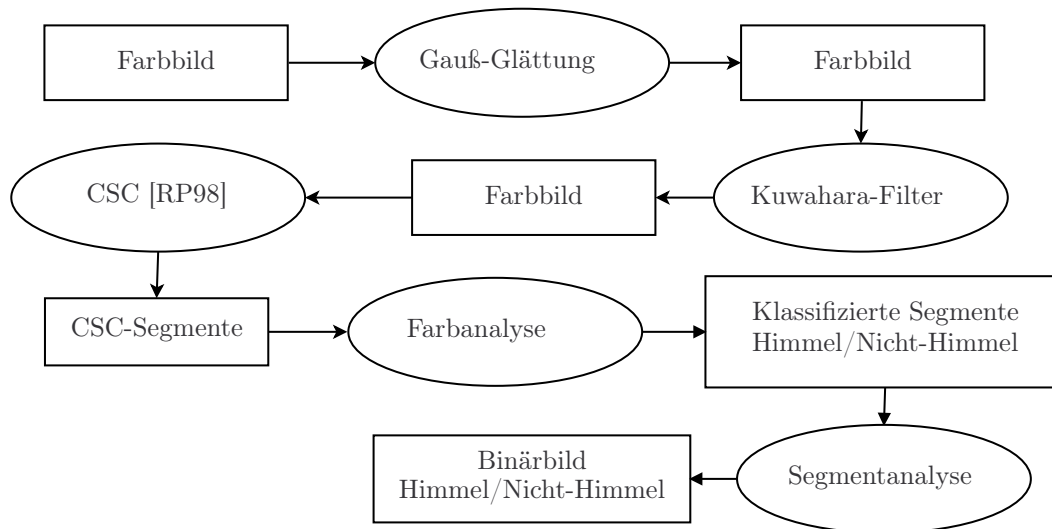 Farbbild
Gauß-Glättung
Farbbild
Kuwahara-Filter
Farbbild
CSC [RP98]
CSC-Segmente
Farbanalyse
Klassifizierte Segmente
Himmel/Nicht-Himmel
Segmentanalyse
Binärbild
Himmel/Nicht-Himmel